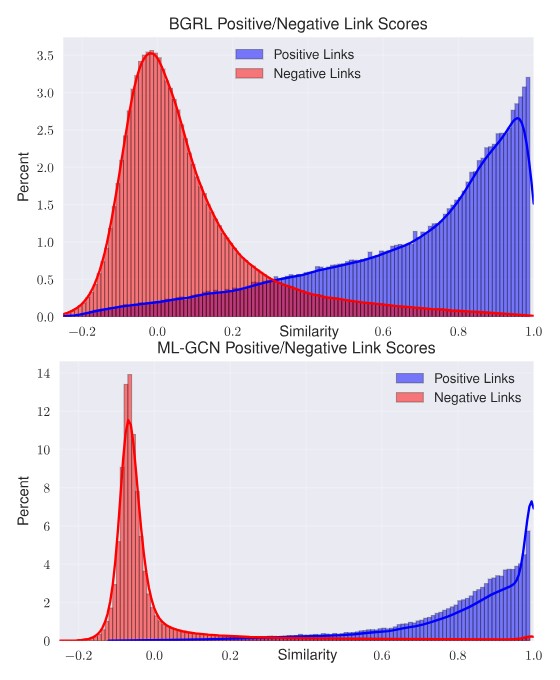 BGRL Positive/Negative Link Scores
Positive Links
Negative Links
Percent
3.5
3.0
2.5
2.0
1.5
1.0
0.5
0.0
−0.2 0.0 0.2 Similarity 0.6 0.8 1.0
ML-GCN Positive/Negative Link Scores
Positive Links
Negative Links
Percent
14
12
10
8
6
4
2
0
−0.2 0.0 0.2 Similarity 0.6 0.8 1.0